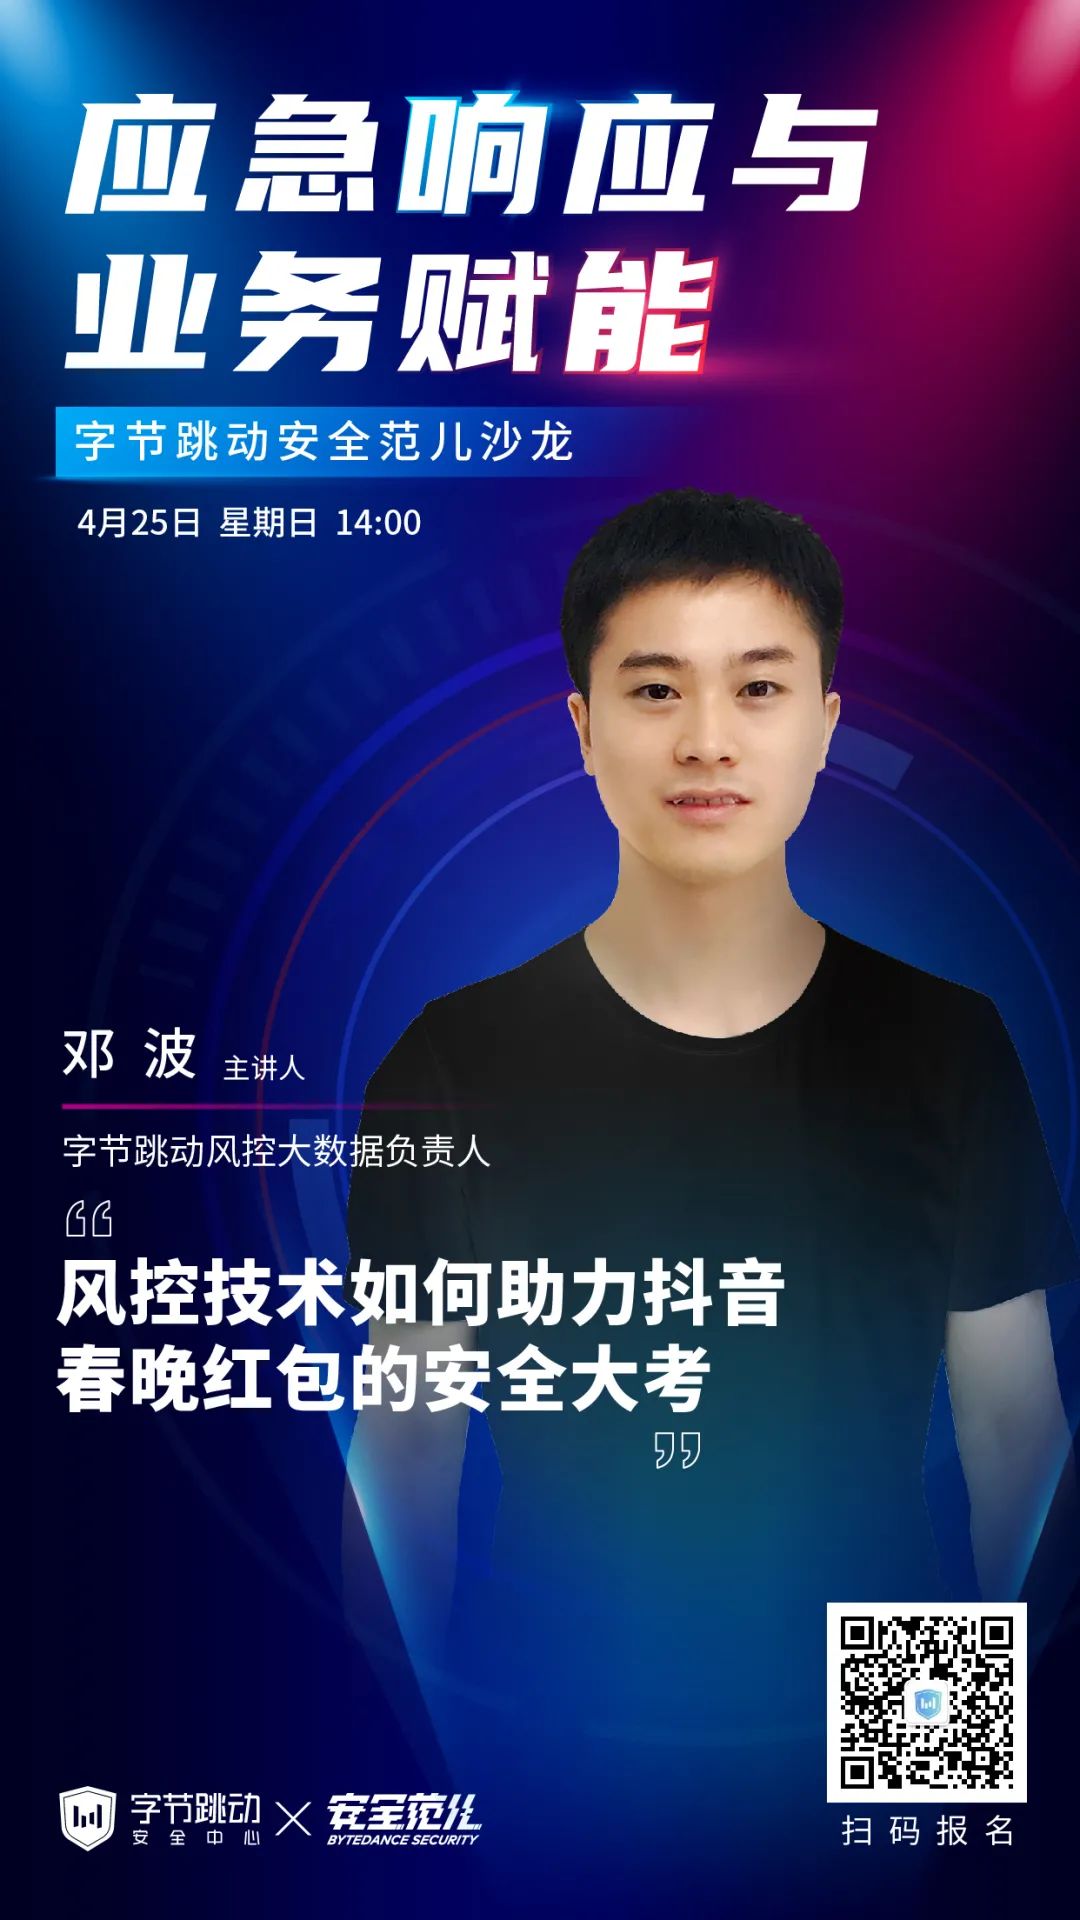 应急响应与
业务赋能
字节跳动安全范儿沙龙
4月25日 星期日 14:00
邓波 主讲人
字节跳动风控大数据负责人
“
风控技术如何助力抖音
春晚红包的安全大考
”
字节跳动
安全中心
×
安全范儿
BYTEDANCE SECURITY
扫码报名